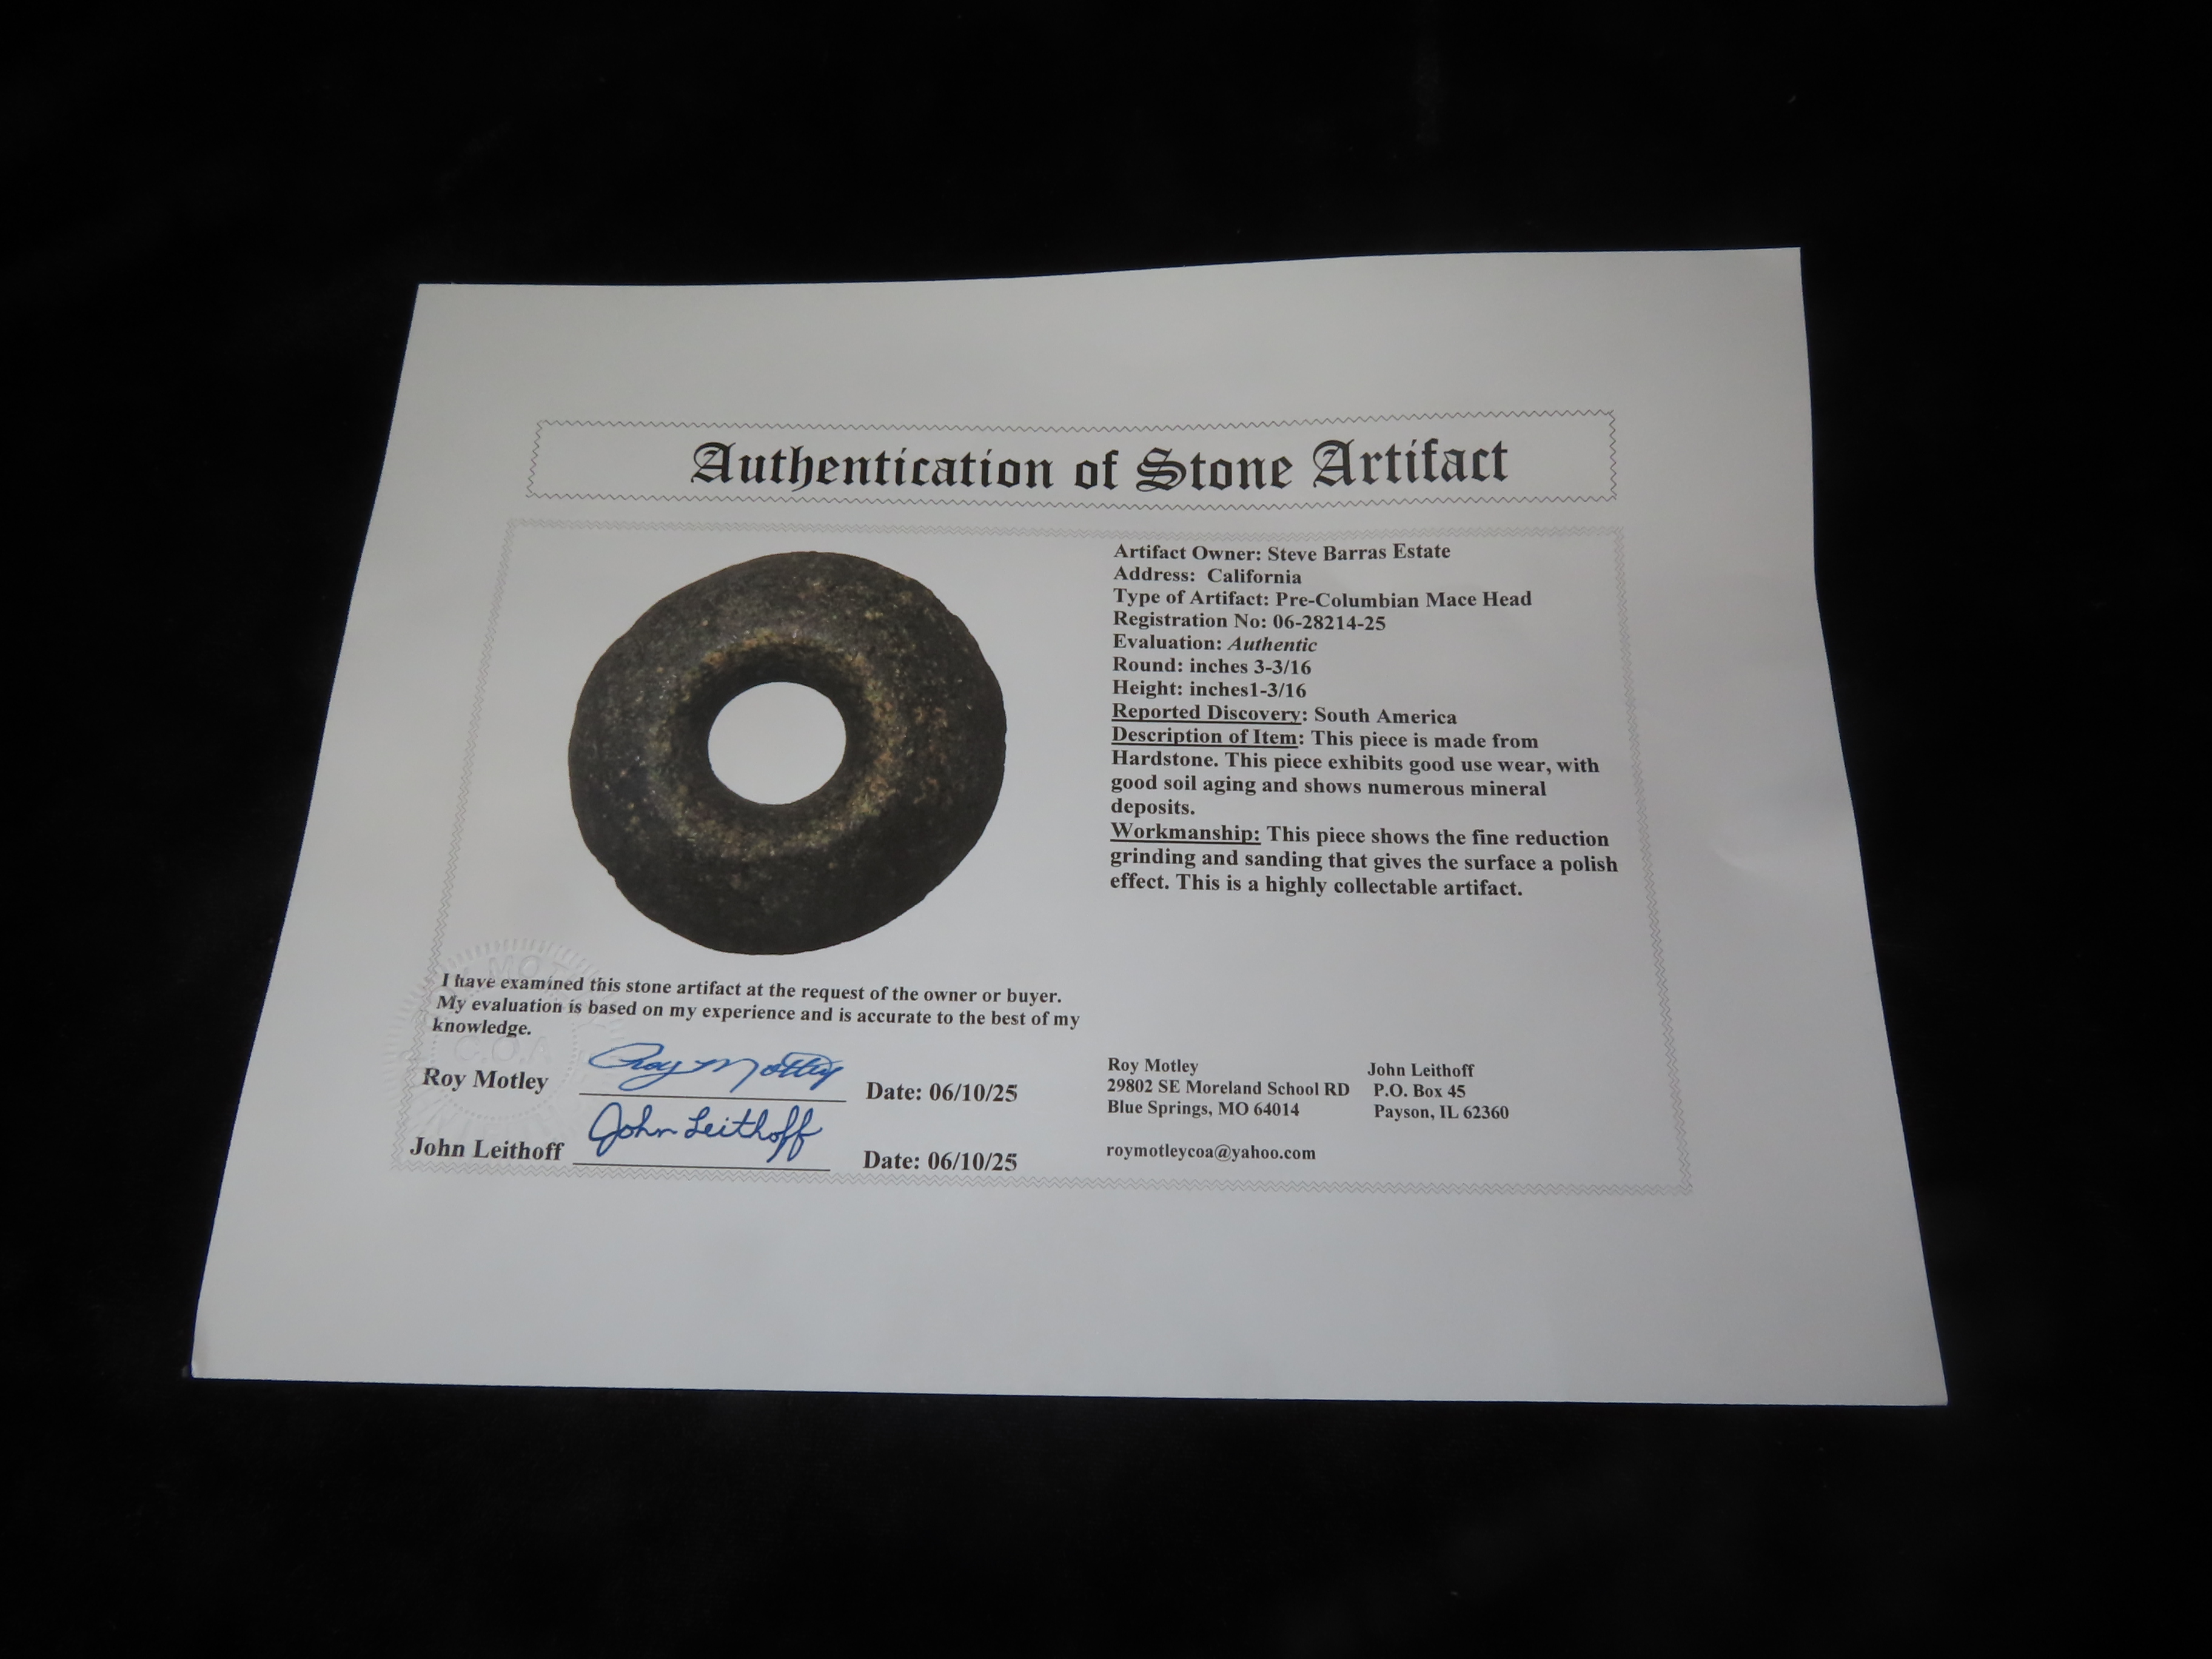 Authentication of Stone Artifact
Artifact Owner: Steve Barras Estate
Address: California
Type of Artifact: Pre-Columbian Mace Head
Registration No: 06-28214-25
Evaluation: Authentic
Round: inches 3-3/16
Height: inches1-3/16
Reported Discovery: South America
Description of Item: This piece is made from
Hardstone. This piece exhibits good use wear, with
good soil aging and shows numerous mineral
deposits.
Workmanship: This piece shows the fine reduction
grinding and sanding that gives the surface a polish
effect. This is a highly collectable artifact.
I have examined this stone artifact at the request of the owner or buyer.
My evaluation is based on my experience and is accurate to the best of my
knowledge.
C.O.A.
Roy Motley Roy Motley Date: 06/10/25
John Leithoff John Leithoff Date: 06/10/25
Roy Motley
29802 SE Moreland School RD
Blue Springs, MO 64014
roymotleycoa@yahoo.com
John Leithoff
P.O. Box 45
Payson, IL 62360